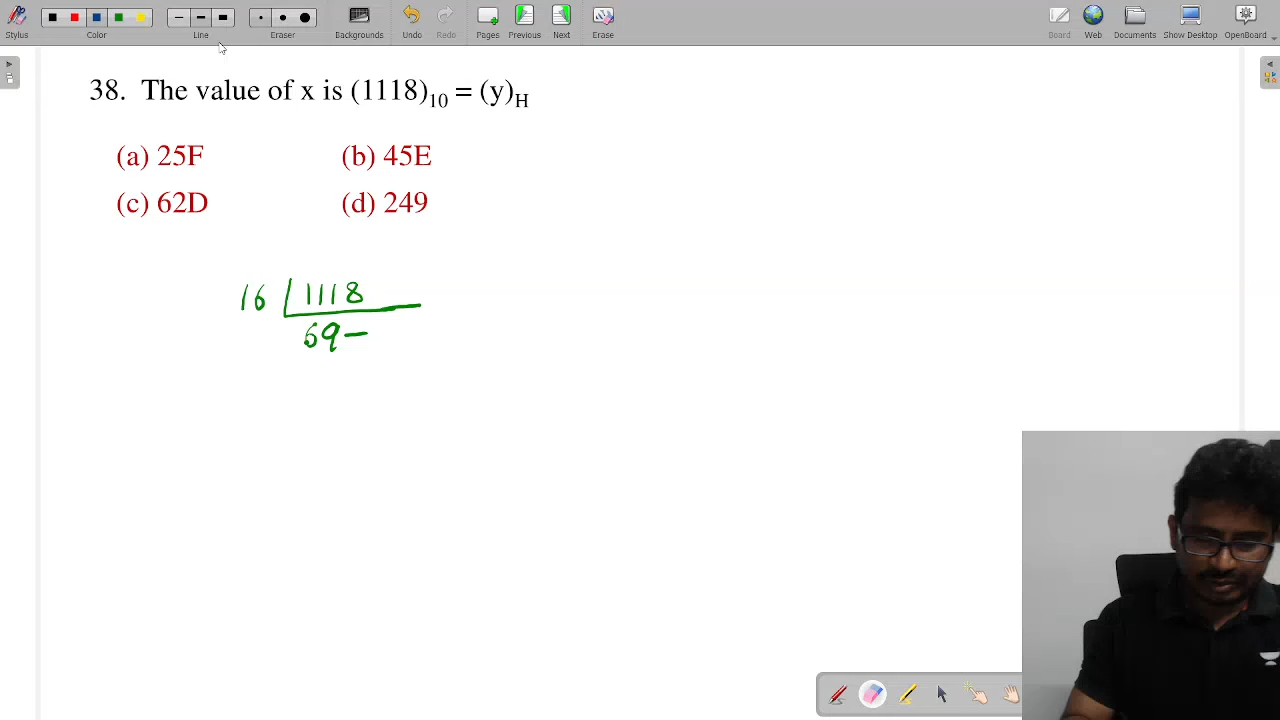 Stylus Color Line Eraser Backgrounds Undo Redo Pages Previous Next Erase Board Web Documents Show Desktop OpenBoard
38. The value of x is (1118)10 = (y)H
(a) 25F (b) 45E
(c) 62D (d) 249
16 1118
69 –